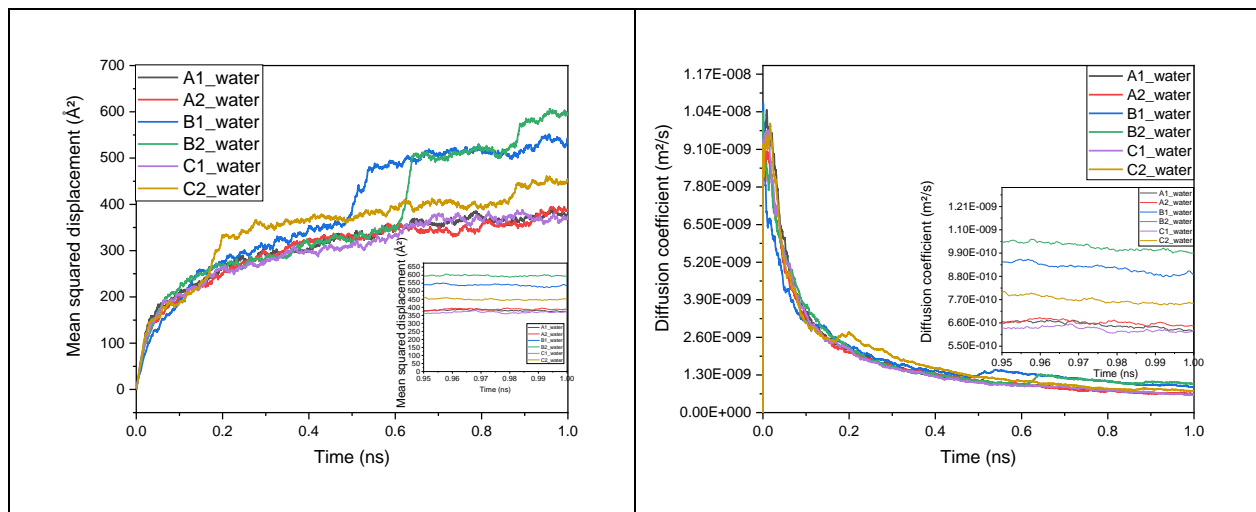 700
600
500
400
300
200
100
0
Mean squared displacement (Å²)
A1_water
A2_water
B1_water
B2_water
C1_water
C2_water
0.0 0.2 0.4 0.6 0.8 1.0
Time (ns)
650
600
550
500
450
400
350
300
250
200
150
100
50
0
Mean squared displacement (Å²)
A1_water
A2_water
B1_water
B2_water
C1_water
C2_water
0.95 0.96 0.97 0.98 0.99 1.00
Time (ns)
1.17E-008
1.04E-008
9.10E-009
7.80E-009
6.50E-009
5.20E-009
3.90E-009
2.60E-009
1.30E-009
0.00E+000
Diffusion coefficient (m²/s)
A1_water
A2_water
B1_water
B2_water
C1_water
C2_water
0.0 0.2 0.4 0.6 0.8 1.0
Time (ns)
1.21E-009
1.10E-009
9.90E-010
8.80E-010
7.70E-010
6.60E-010
5.50E-010
Diffusion coefficient (m²/s)
A1_water
A2_water
B1_water
B2_water
C1_water
C2_water
0.95 0.96 0.97 0.98 0.99 1.00
Time (ns)